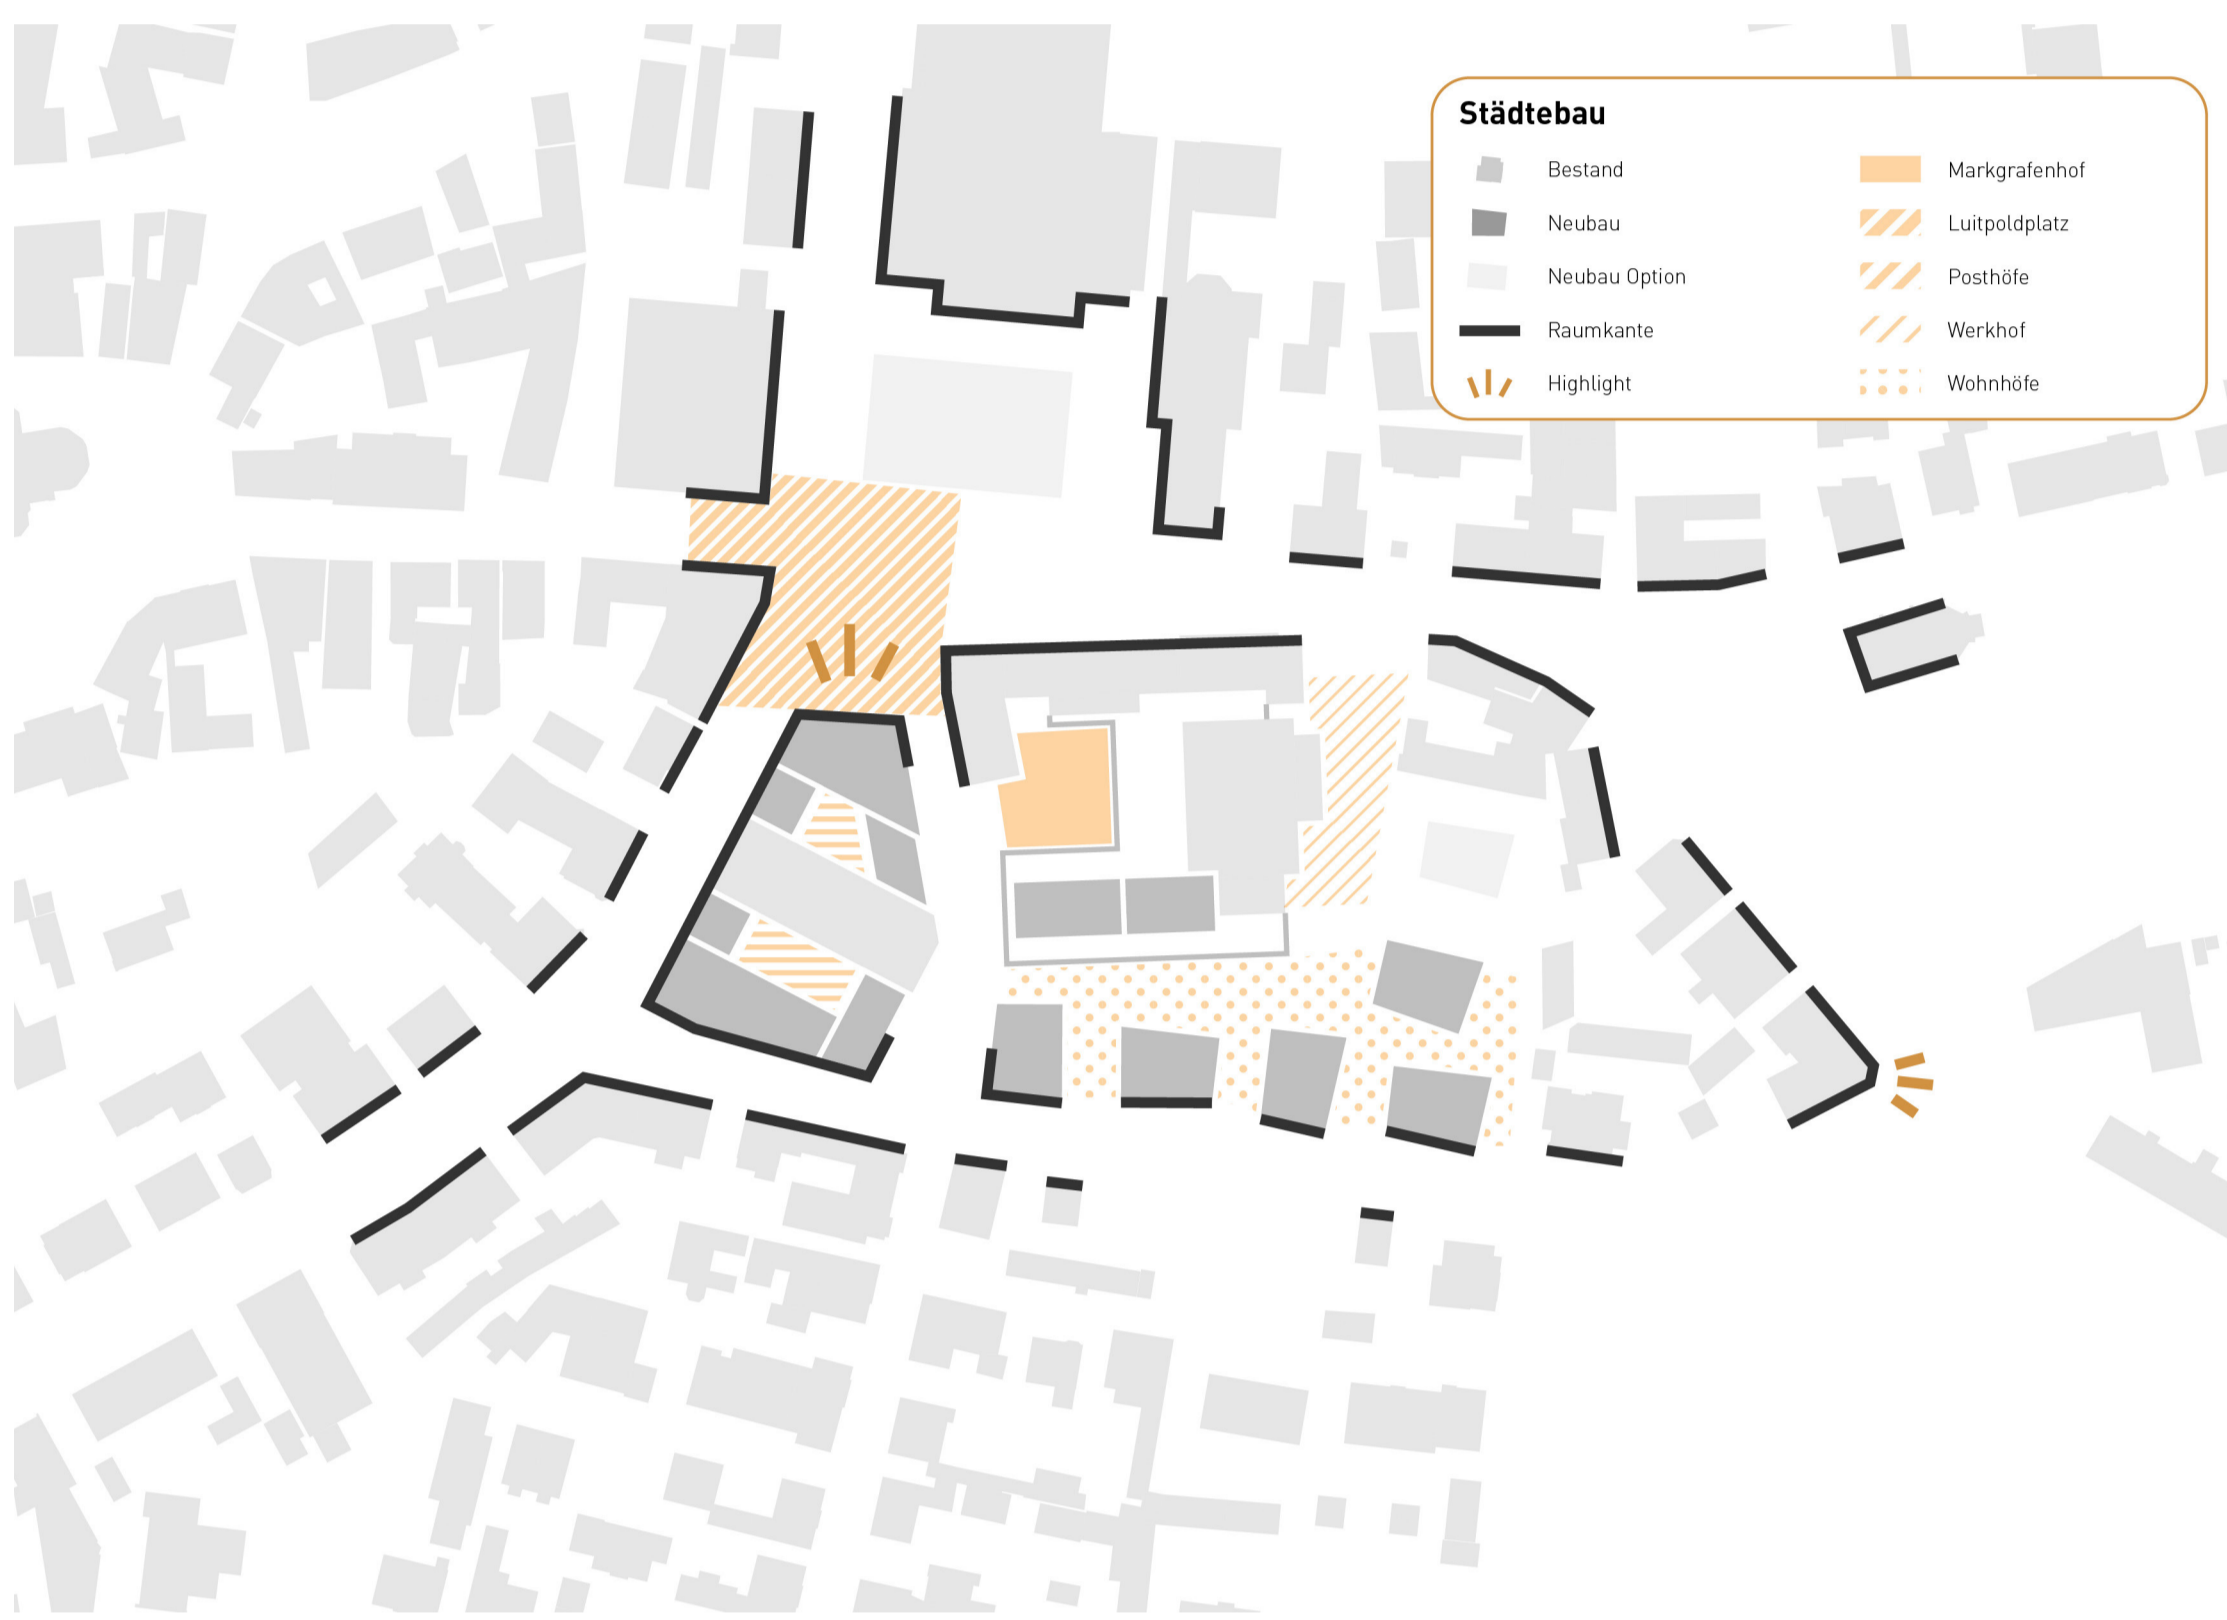 Städtebau
Bestand
Neubau
Neubau Option
Raumkante
Highlight
Markgrafenhof
Luitpoldplatz
Posthöfe
Werkhof
Wohnhöfe